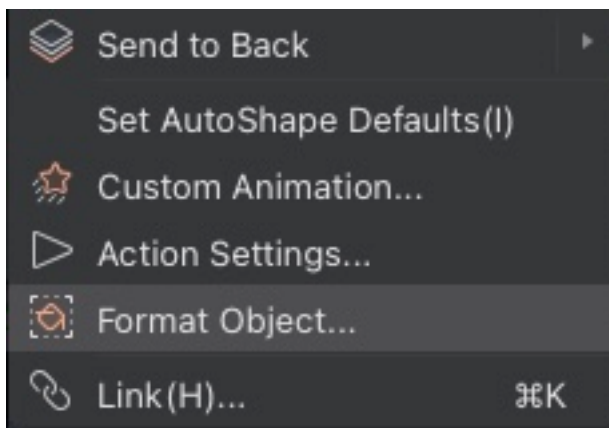 Send to Back
Set AutoShape Defaults(I)
Custom Animation...
Action Settings...
Format Object...
Link(H)... ⌘K